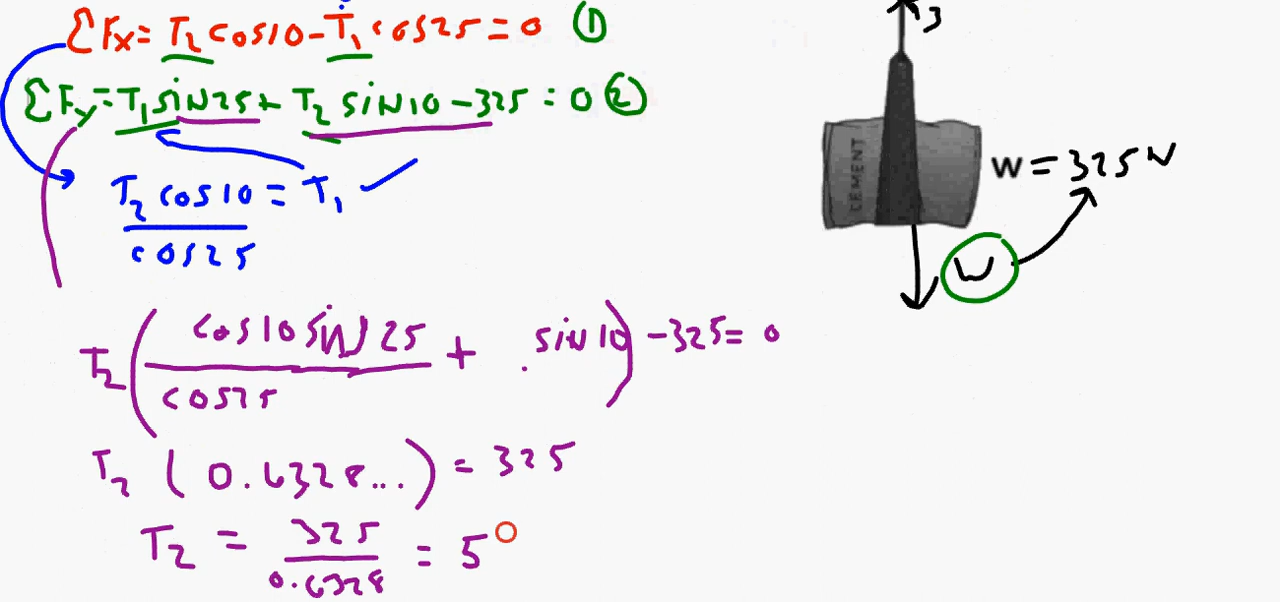 ΣFx = T2 cos10 - T1 cos25 = 0 ①
ΣFy = T1 sin25 + T2 sin10 - 325 = 0 ②
T2 cos10 = T1 ✓
cos25
T2 ( cos10 sin25 + sin10 ) - 325 = 0
cos25
T2 ( 0.6328... ) = 325
T2 = 325 = 5
0.6328
3
CEMENT
W = 325 N
W